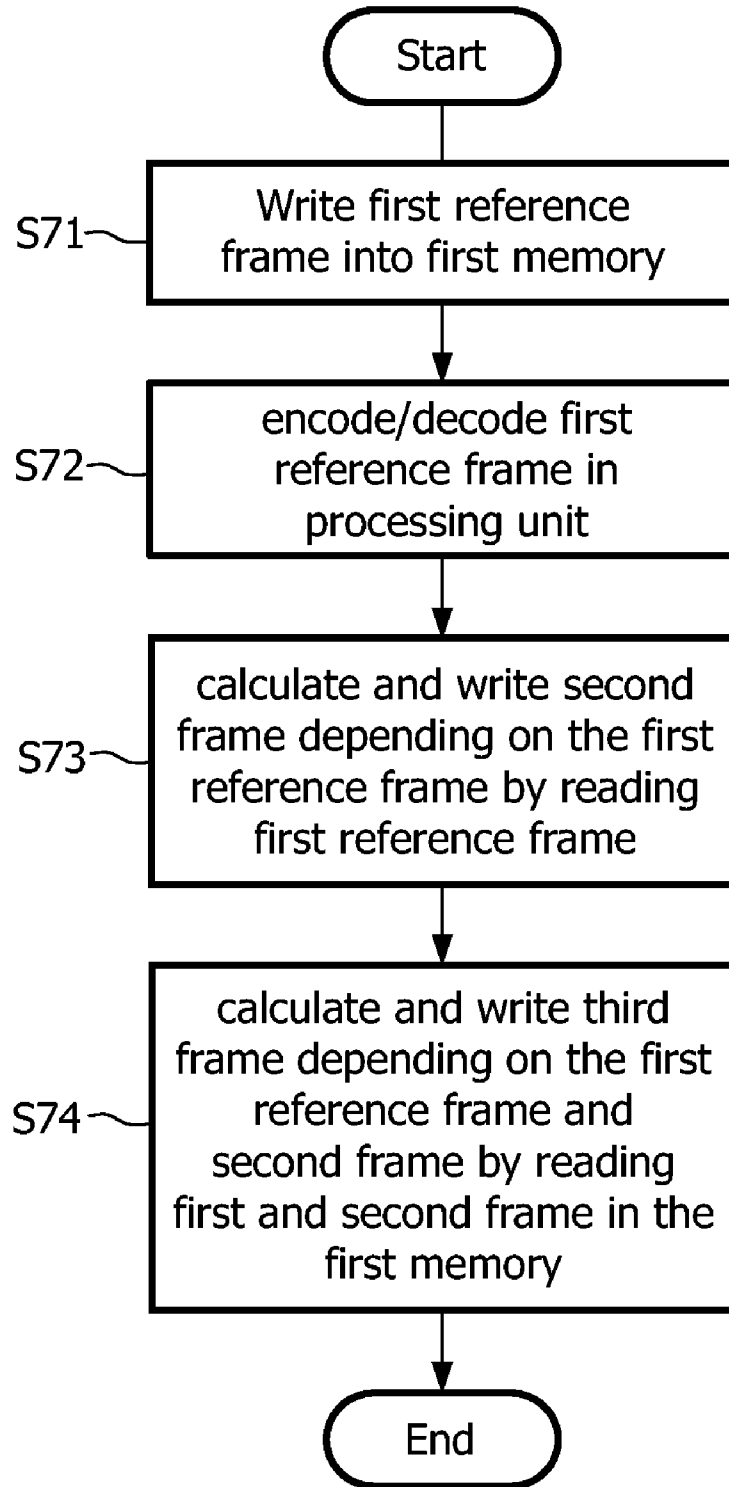 Start
S71
Write first reference
frame into first memory
S72
encode/decode first
reference frame in
processing unit
S73
calculate and write second
frame depending on the first
reference frame by reading
first reference frame
S74
calculate and write third
frame depending on the first
reference frame and
second frame by reading
first and second frame in the
first memory
End